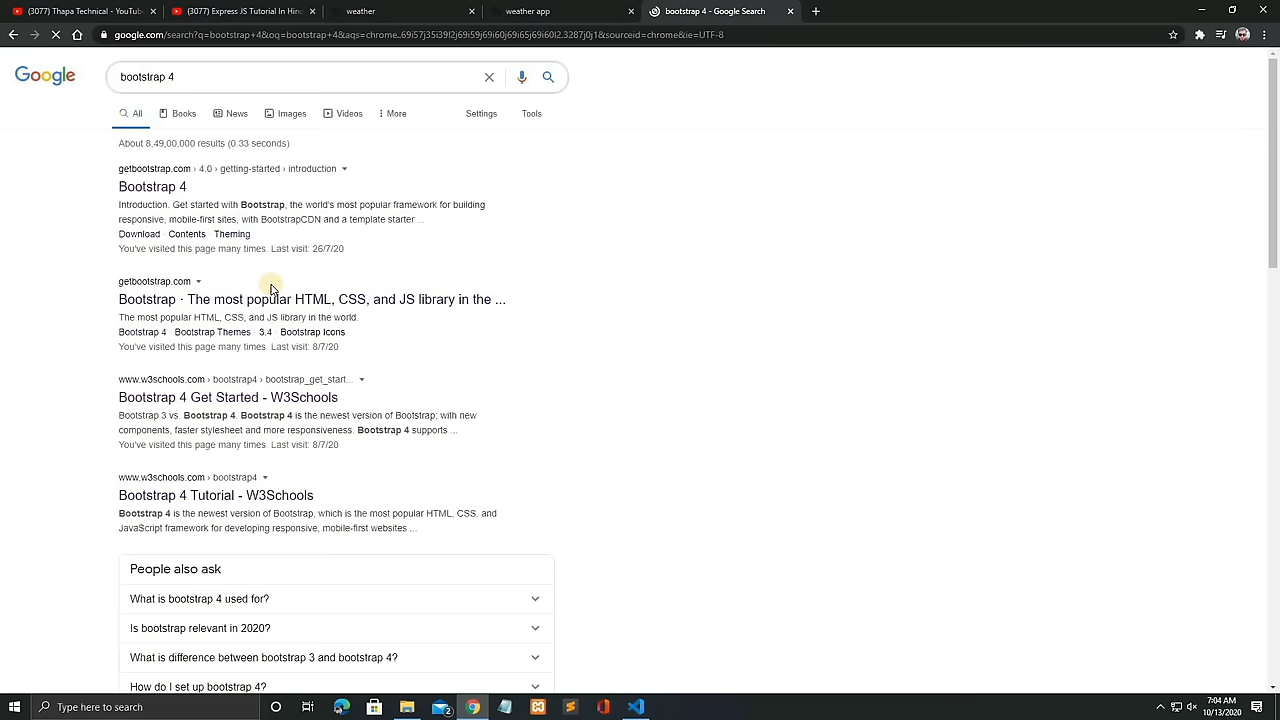 (3077) Thapa Technical - YouTub
(3077) Express JS Tutorial In Hin
weather
weather app
bootstrap 4 - Google Search
google.com/search?q=bootstrap+4&oq=bootstrap+4&aqs=chrome..69i57j35i39l2j69i59j69i60j69i65j69i60l2.3287j0j1&sourceid=chrome&ie=UTF-8
Google
bootstrap 4
All
Books
News
Images
Videos
More
Settings
Tools
About 8,49,00,000 results (0.33 seconds)
getbootstrap.com › 4.0 › getting-started › introduction
Bootstrap 4
Introduction. Get started with Bootstrap, the world's most popular framework for building
responsive, mobile-first sites, with BootstrapCDN and a template starter ...
Download · Contents · Theming
You've visited this page many times. Last visit: 26/7/20
getbootstrap.com
Bootstrap · The most popular HTML, CSS, and JS library in the ...
The most popular HTML, CSS, and JS library in the world.
Bootstrap 4 · Bootstrap Themes · 3.4 · Bootstrap Icons
You've visited this page many times. Last visit: 8/7/20
www.w3schools.com › bootstrap4 › bootstrap_get_start...
Bootstrap 4 Get Started - W3Schools
Bootstrap 3 vs. Bootstrap 4. Bootstrap 4 is the newest version of Bootstrap; with new
components, faster stylesheet and more responsiveness. Bootstrap 4 supports ...
You've visited this page many times. Last visit: 8/7/20
www.w3schools.com › bootstrap4
Bootstrap 4 Tutorial - W3Schools
Bootstrap 4 is the newest version of Bootstrap, which is the most popular HTML, CSS, and
JavaScript framework for developing responsive, mobile-first websites ...
People also ask
What is bootstrap 4 used for?
Is bootstrap relevant in 2020?
What is difference between bootstrap 3 and bootstrap 4?
How do I set up bootstrap 4?
Type here to search
2
7:04 AM
10/13/2020